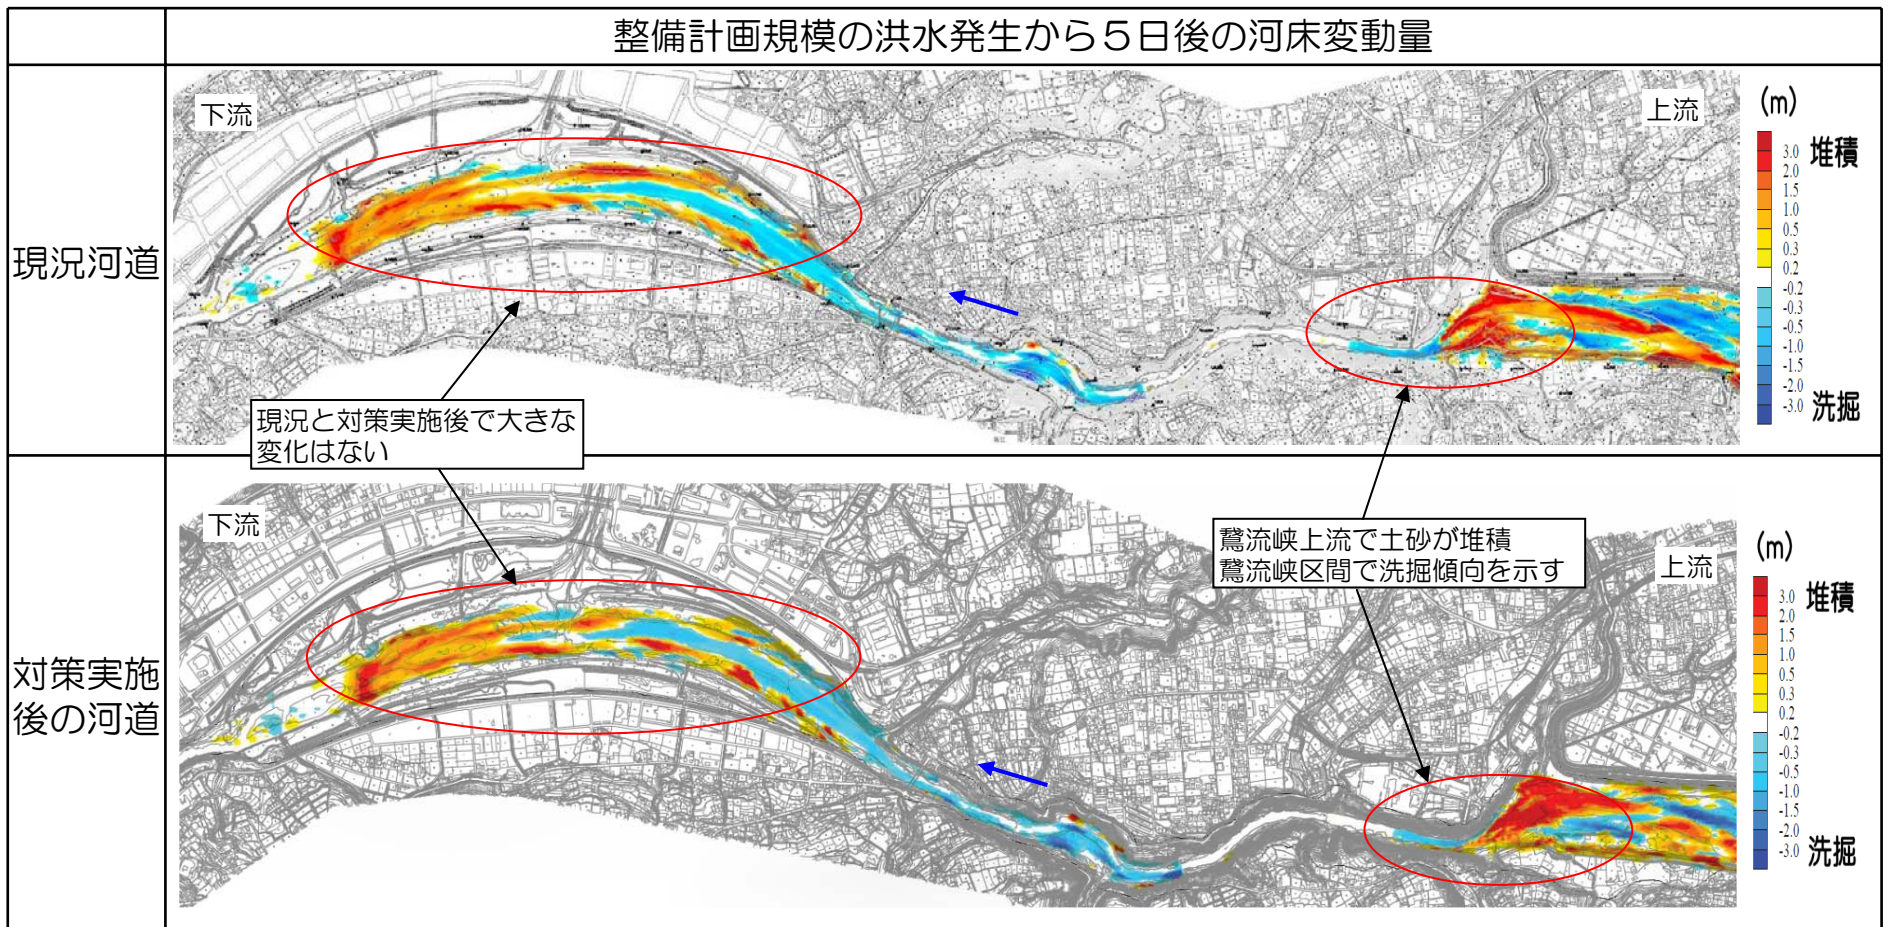 整備計画規模の洪水発生から５日後の河床変動量
現況河道
下流
上流
(m)
堆積
3.0
2.0
1.5
1.0
0.5
0.3
0.2
-0.2
-0.3
-0.5
-1.0
-1.5
-2.0
-3.0
洗掘
現況と対策実施後で大きな
変化はない
鵞流峡上流で土砂が堆積
鵞流峡区間で洗掘傾向を示す
対策実施
後の河道
下流
上流
(m)
堆積
3.0
2.0
1.5
1.0
0.5
0.3
0.2
-0.2
-0.3
-0.5
-1.0
-1.5
-2.0
-3.0
洗掘